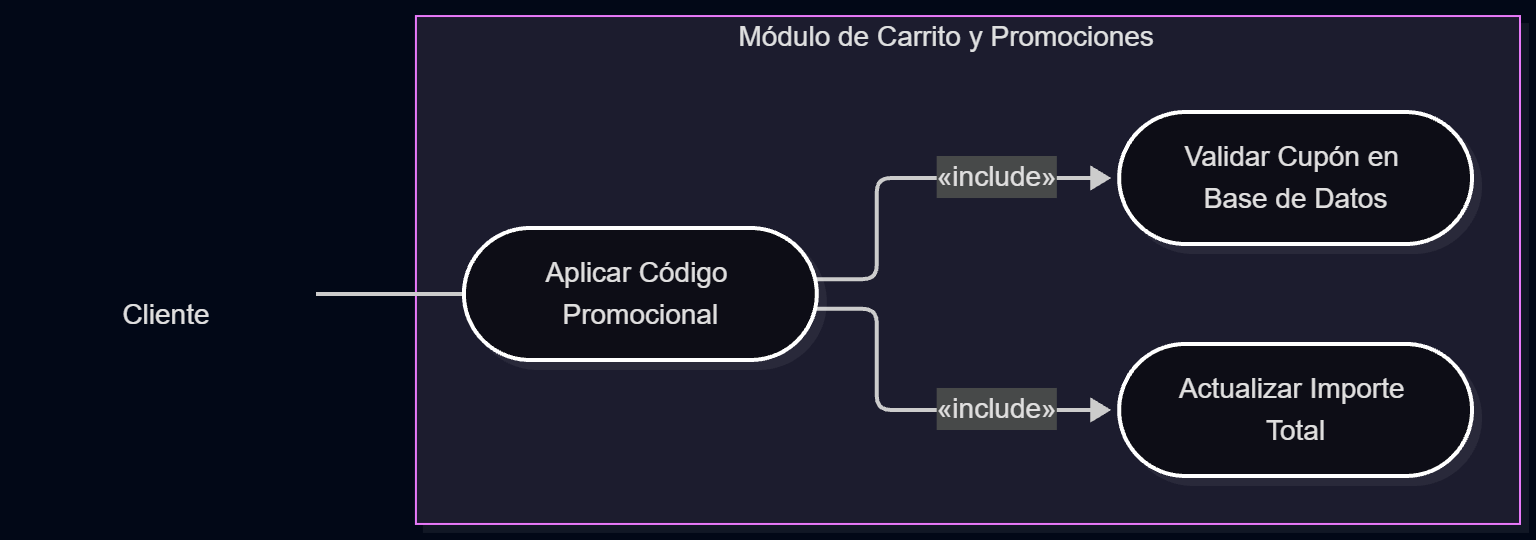 Módulo de Carrito y Promociones
Cliente
Aplicar Código
Promocional
«include»
Validar Cupón en
Base de Datos
«include»
Actualizar Importe
Total